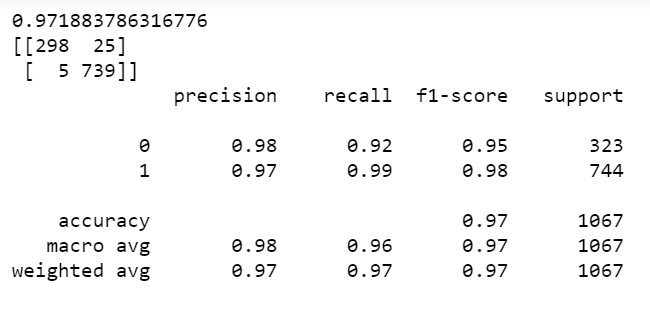 0.971883786316776
[[298  25]
 [  5 739]]
              precision    recall  f1-score   support

           0       0.98      0.92      0.95       323
           1       0.97      0.99      0.98       744

    accuracy                           0.97      1067
   macro avg       0.98      0.96      0.97      1067
weighted avg       0.97      0.97      0.97      1067